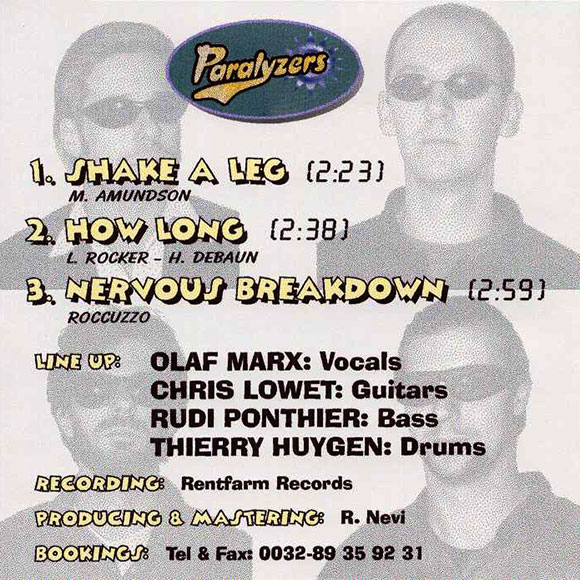 Paralyzers
1. SHAKE A LEG (2:23)
M. AMUNDSON
2. HOW LONG (2:38)
L. ROCKER - H. DEBAUN
3. NERVOUS BREAKDOWN (2:59)
ROCCUZZO
LINE UP: OLAF MARX: Vocals
CHRIS LOWET: Guitars
RUDI PONTHIER: Bass
THIERRY HUYGEN: Drums
RECORDING: Rentfarm Records
PRODUCING & MASTERING: R. Nevi
BOOKINGS: Tel & Fax: 0032-89 35 92 31